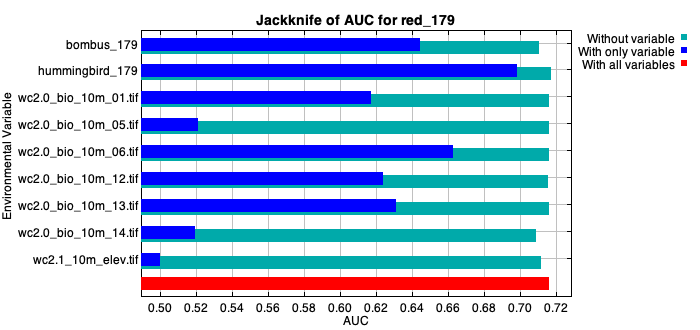 Jackknife of AUC for red_179
Environmental Variable
bombus_179
hummingbird_179
wc2.0_bio_10m_01.tif
wc2.0_bio_10m_05.tif
wc2.0_bio_10m_06.tif
wc2.0_bio_10m_12.tif
wc2.0_bio_10m_13.tif
wc2.0_bio_10m_14.tif
wc2.1_10m_elev.tif
0.50 0.52 0.54 0.56 0.58 0.60 0.62 0.64 0.66 0.68 0.70 0.72
AUC
Without variable
With only variable
With all variables